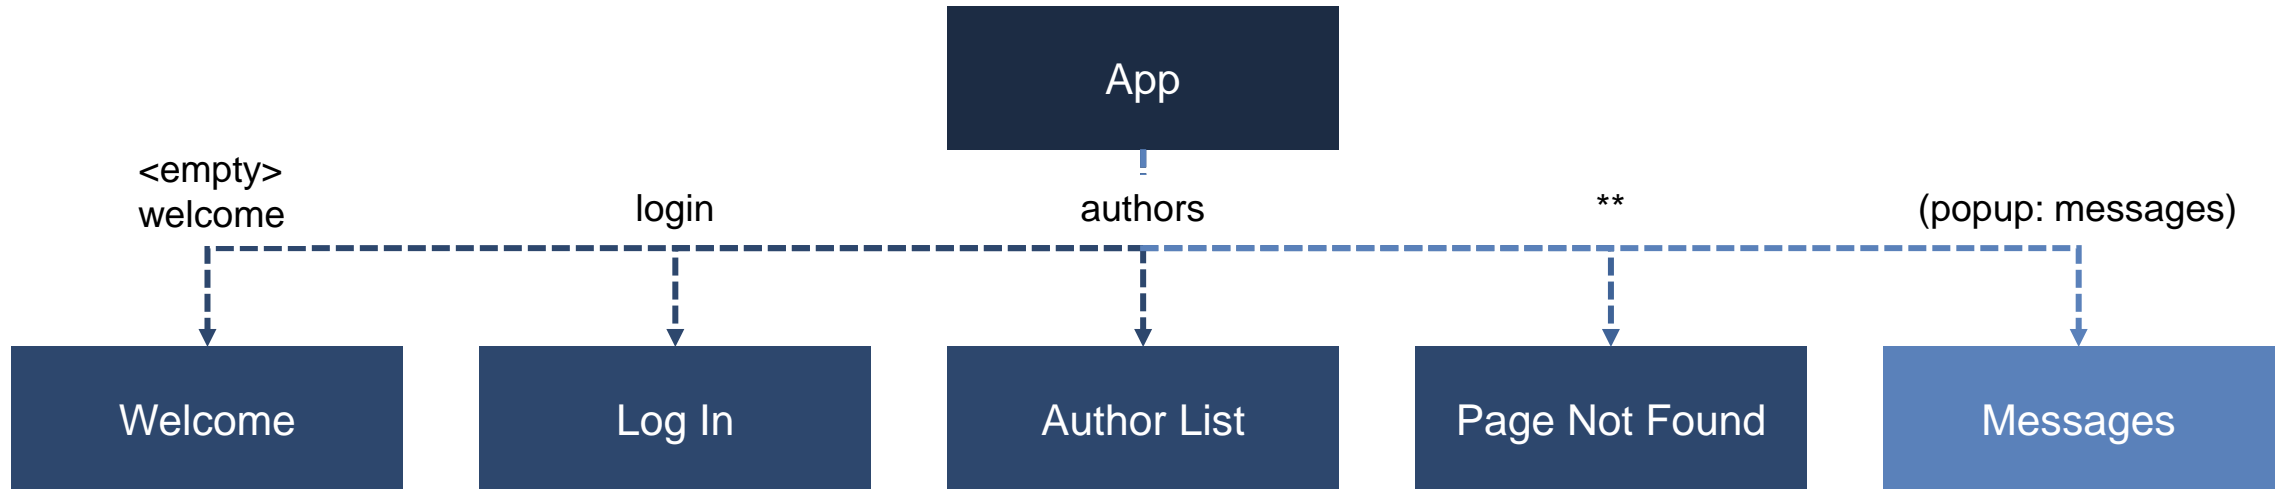 App
<empty>
welcome
login
authors
**
(popup: messages)
Welcome
Log In
Author List
Page Not Found
Messages